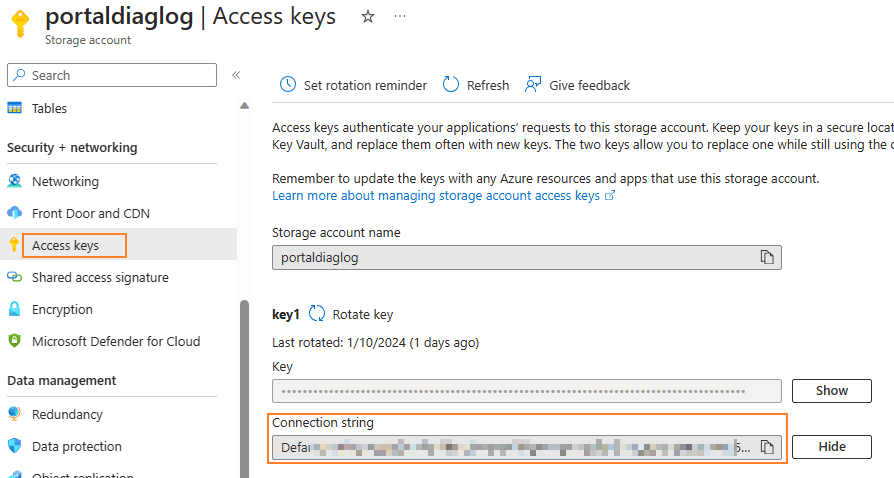 portaldiaglog | Access keys
Storage account
Search
Tables
Security + networking
Networking
Front Door and CDN
Access keys
Shared access signature
Encryption
Microsoft Defender for Cloud
Data management
Redundancy
Data protection
Object replication
Set rotation reminder Refresh Give feedback
Access keys authenticate your applications' requests to this storage account. Keep your keys in a secure locat
Key Vault, and replace them often with new keys. The two keys allow you to replace one while still using the o
Remember to update the keys with any Azure resources and apps that use this storage account.
Learn more about managing storage account access keys
Storage account name
portaldiaglog
key1 Rotate key
Last rotated: 1/10/2024 (1 days ago)
Key
Show
Connection string
Hide